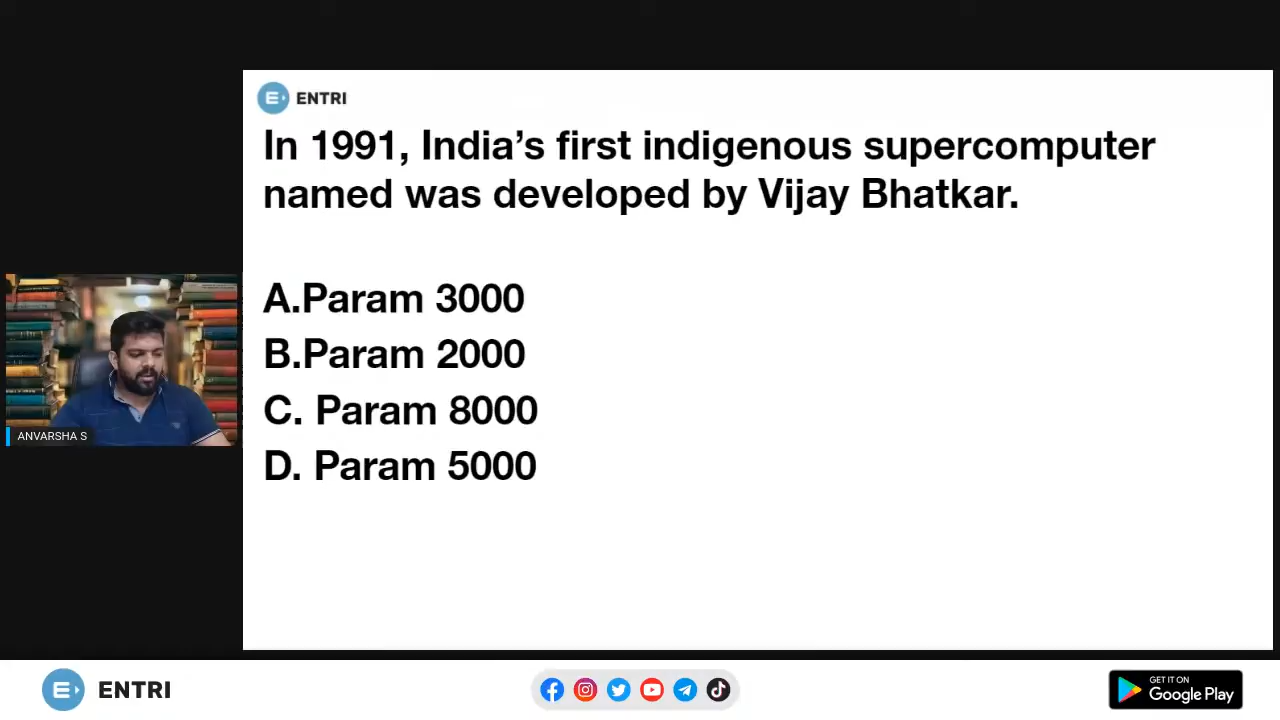 ENTRI
In 1991, India’s first indigenous supercomputer
named was developed by Vijay Bhatkar.
A.Param 3000
B.Param 2000
C. Param 8000
D. Param 5000
ANVARSHA S
ENTRI
GET IT ON
Google Play